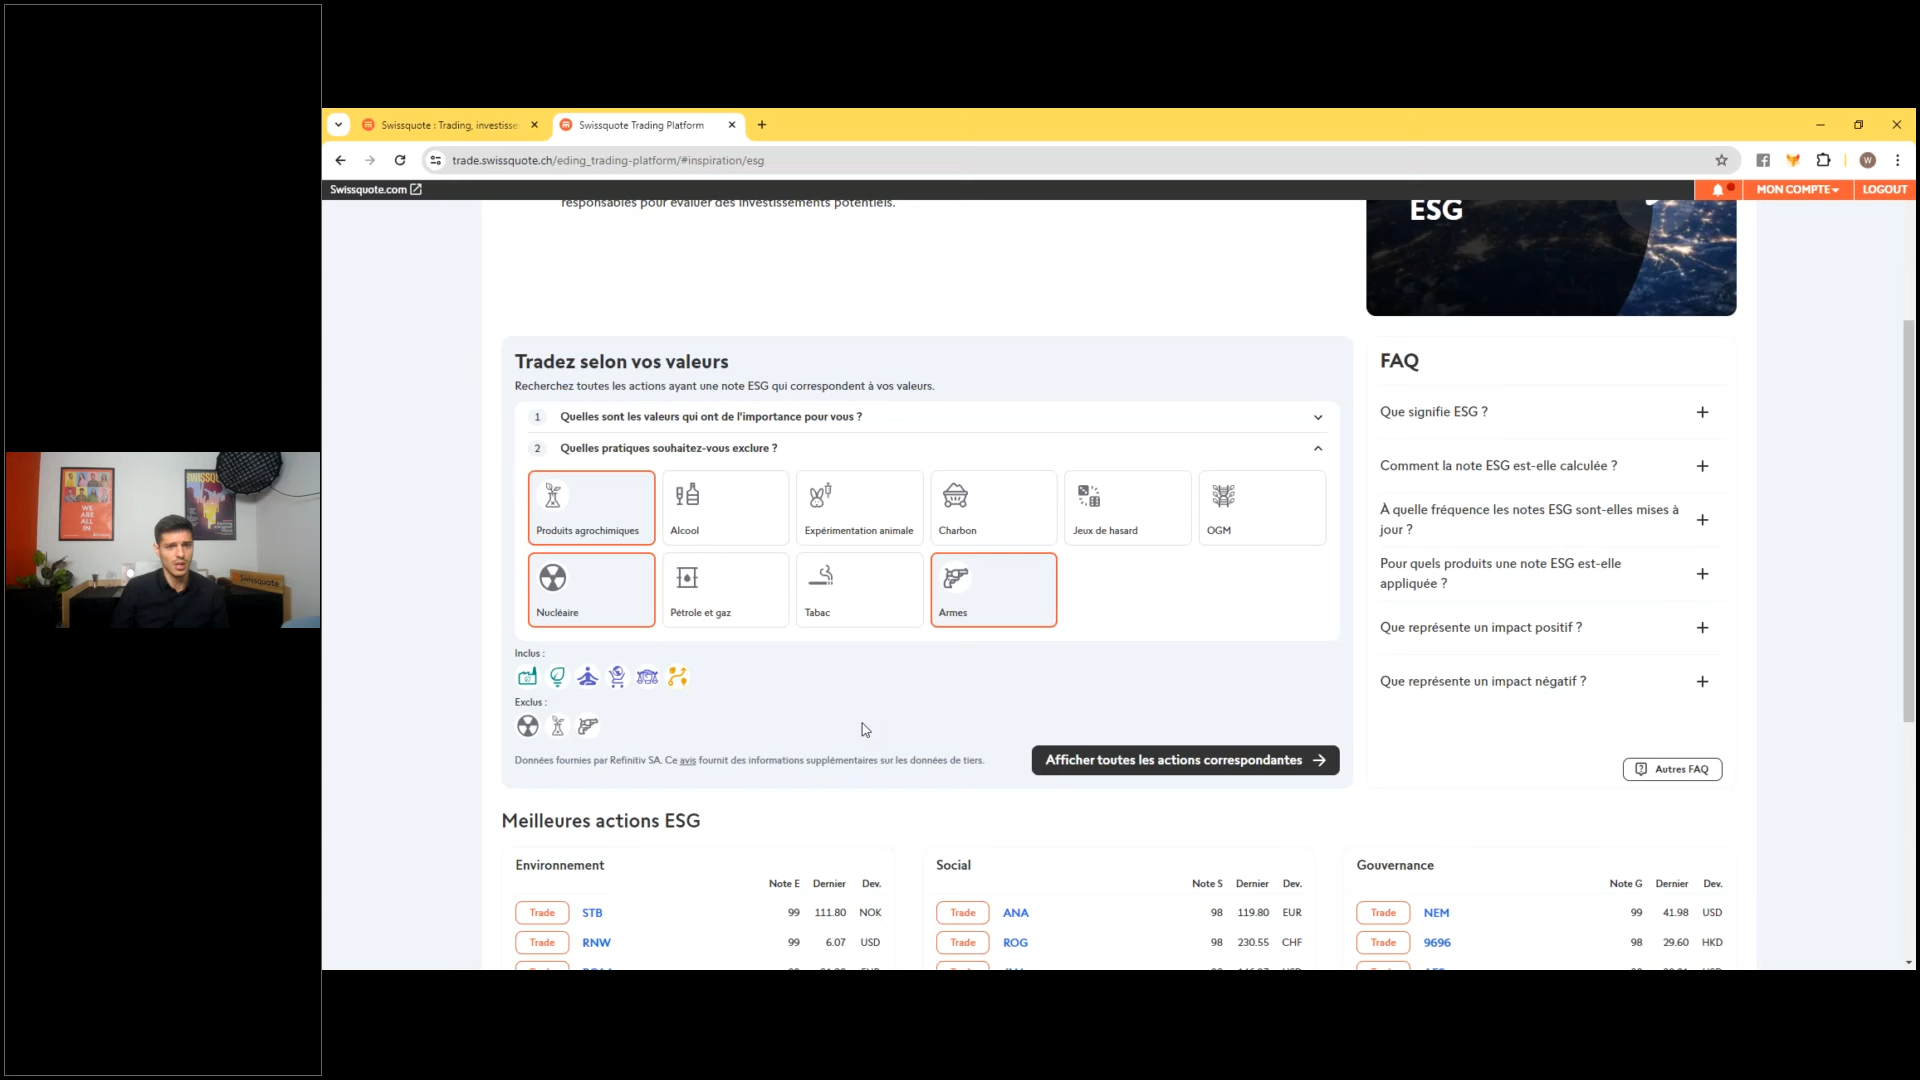 Swissquote : Trading, investisse
Swissquote Trading Platform
trade.swissquote.ch/eding_trading-platform/#inspiration/esg
W
Swissquote.com
MON COMPTE
LOGOUT
responsables pour évaluer des investissements potentiels.
ESG
Tradez selon vos valeurs
Recherchez toutes les actions ayant une note ESG qui correspondent à vos valeurs.
1 Quelles sont les valeurs qui ont de l'importance pour vous ?
2 Quelles pratiques souhaitez-vous exclure ?
Produits agrochimiques
Alcool
Expérimentation animale
Charbon
Jeux de hasard
OGM
Nucléaire
Pétrole et gaz
Tabac
Armes
Inclus :
Exclus :
Données fournies par Refinitiv SA. Ce avis fournit des informations supplémentaires sur les données de tiers.
Afficher toutes les actions correspondantes
FAQ
Que signifie ESG ?
Comment la note ESG est-elle calculée ?
À quelle fréquence les notes ESG sont-elles mises à
jour ?
Pour quels produits une note ESG est-elle
appliquée ?
Que représente un impact positif ?
Que représente un impact négatif ?
Autres FAQ
Meilleures actions ESG
Environnement
Note E Dernier Dev.
Trade STB 99 111.80 NOK
Trade RNW 99 6.07 USD
Social
Note S Dernier Dev.
Trade ANA 98 119.80 EUR
Trade ROG 98 230.55 CHF
Gouvernance
Note G Dernier Dev.
Trade NEM 99 41.98 USD
Trade 9696 98 29.60 HKD
WE
ARE
ALL
IN
SWISSQU
Swissquote